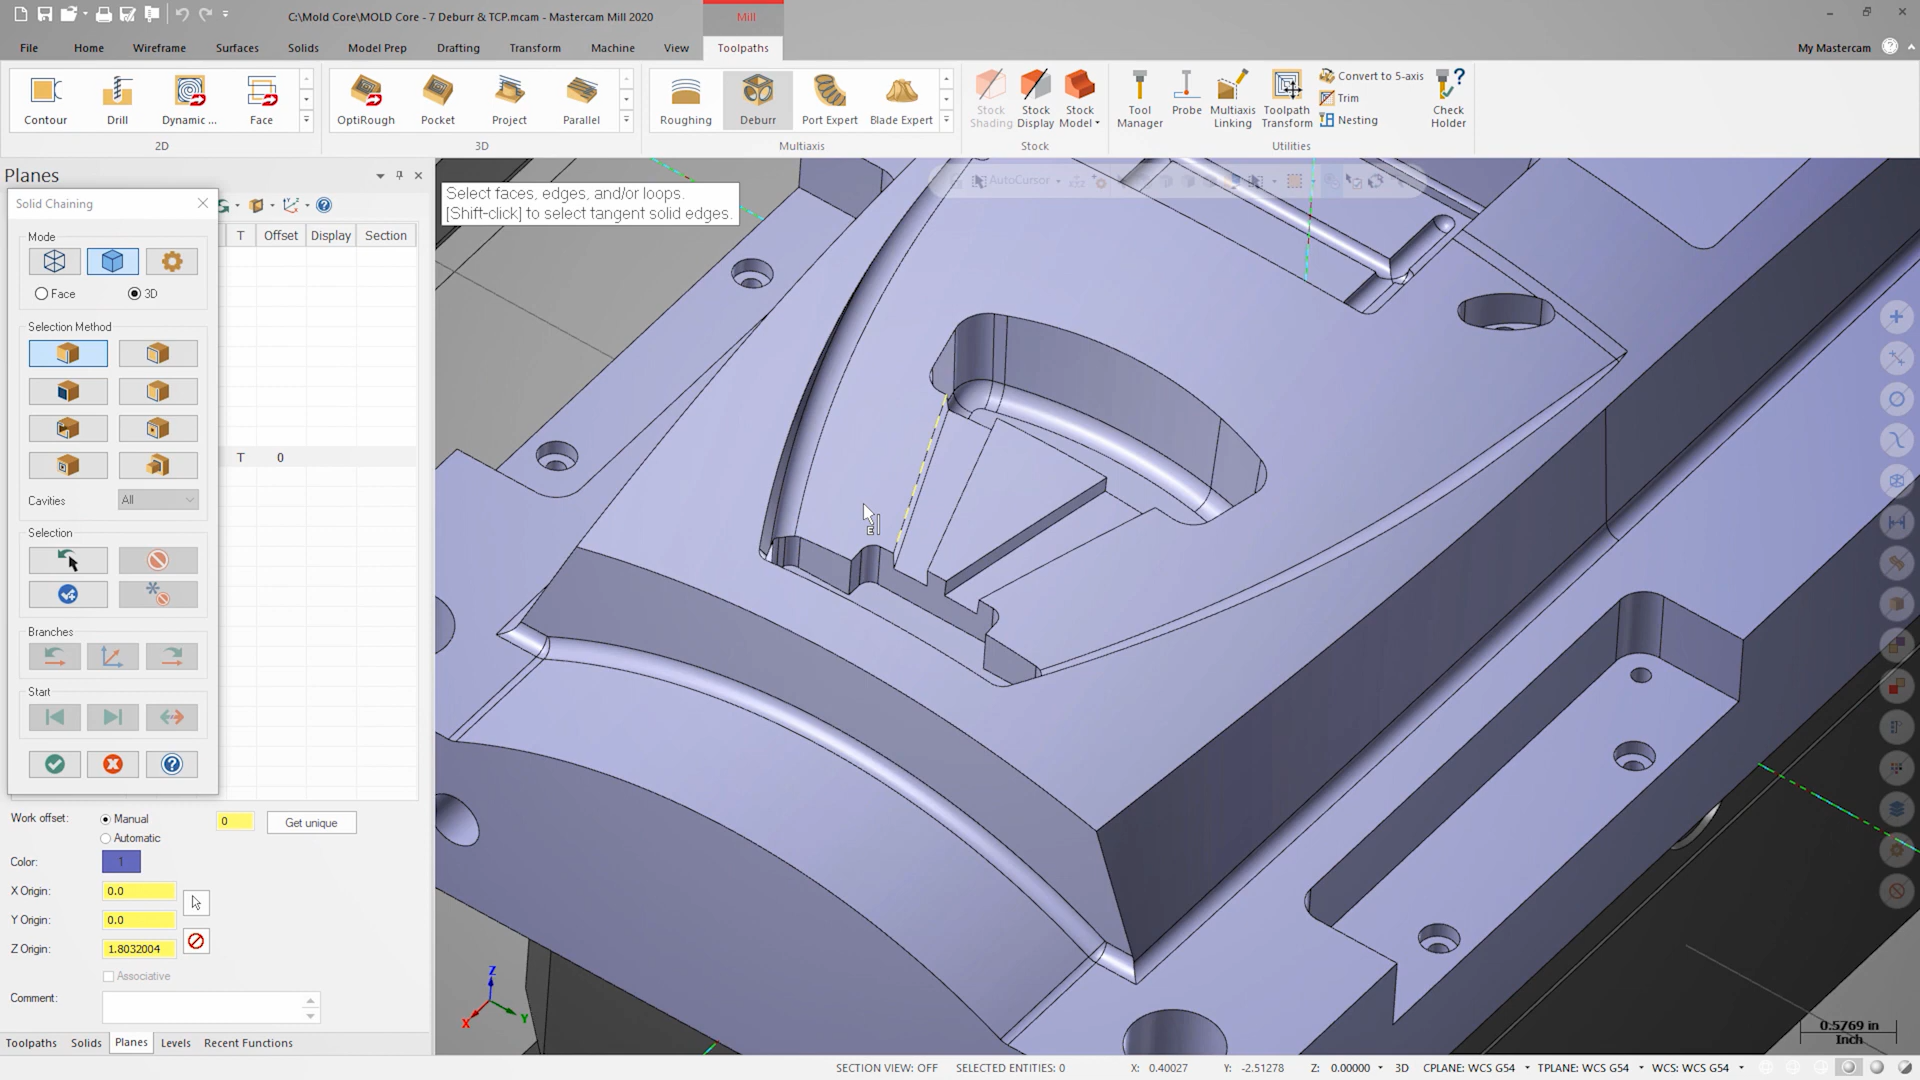 C:\Mold Core\MOLD Core - 7 Deburr & TCP.mcam - Mastercam Mill 2020
Mill
File Home Wireframe Surfaces Solids Model Prep Drafting Transform Machine View Toolpaths My Mastercam
Contour Drill Dynamic ... Face
2D
OptiRough Pocket Project Parallel
3D
Roughing Deburr Port Expert Blade Expert
Multiaxis
Stock Shading Stock Display Stock Model
Stock
Tool Manager Probe Multiaxis Linking Toolpath Transform
Convert to 5-axis
Trim
Nesting
Check Holder
Utilities
Planes
Solid Chaining
T Offset Display Section
Mode
Face 3D
Selection Method
T 0
Cavities All
Selection
Branches
Start
Select faces, edges, and/or loops.
[Shift-click] to select tangent solid edges.
AutoCursor
Work offset: Manual 0 Get unique
Automatic
Color: 1
X Origin: 0.0
Y Origin: 0.0
Z Origin: 1.8032004
Associative
Comment:
Z
X
Y
0.5769 in
Inch
Toolpaths Solids Planes Levels Recent Functions
SECTION VIEW: OFF SELECTED ENTITIES: 0 X: 0.40027 Y: -2.51278 Z: 0.00000 3D CPLANE: WCS G54 TPLANE: WCS G54 WCS: WCS G54